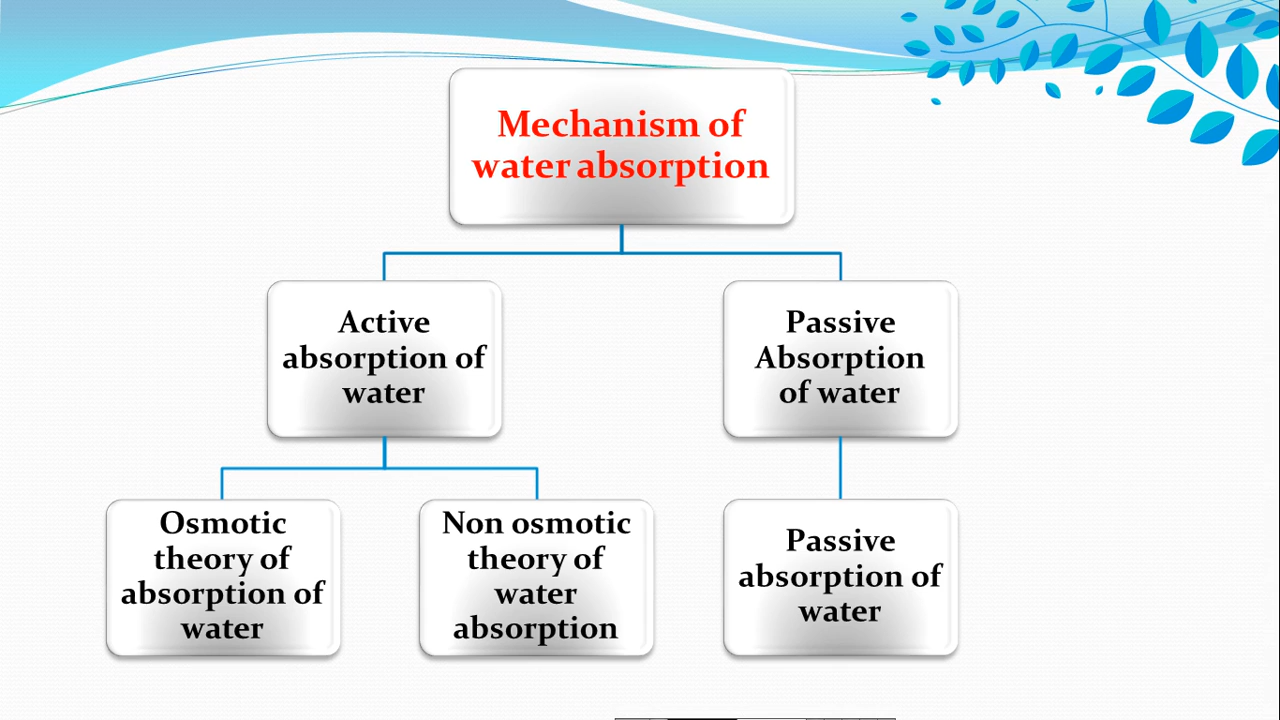 Mechanism of
water absorption
Active
absorption of
water
Passive
Absorption
of water
Osmotic
theory of
absorption of
water
Non osmotic
theory of
water
absorption
Passive
absorption of
water